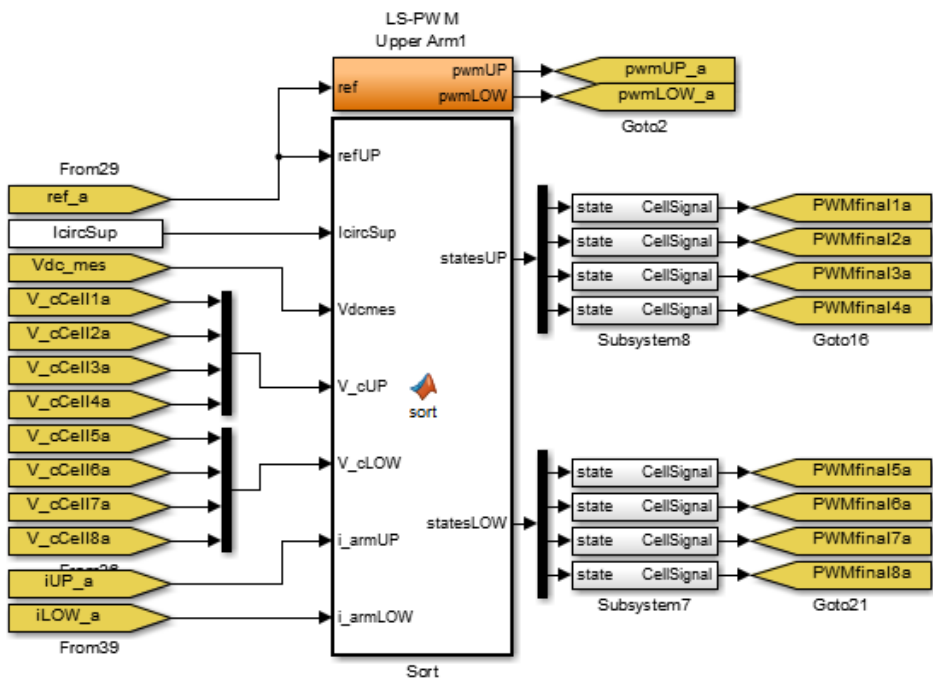 LS-PWM
Upper Arm1
ref
pwmUP
pwmLOW
pwmUP_a
pwmLOW_a
Goto2
From29
ref_a
IcircSup
Vdc_mes
V_cCell1a
V_cCell2a
V_cCell3a
V_cCell4a
V_cCell5a
V_cCell6a
V_cCell7a
V_cCell8a
iUP_a
iLOW_a
From39
refUP
IcircSup
Vdcmes
V_cUP
V_cLOW
i_armUP
i_armLOW
sort
statesUP
statesLOW
Sort
state CellSignal
state CellSignal
state CellSignal
state CellSignal
Subsystem8
PWMfinal1a
PWMfinal2a
PWMfinal3a
PWMfinal4a
Goto16
state CellSignal
state CellSignal
state CellSignal
state CellSignal
Subsystem7
PWMfinal5a
PWMfinal6a
PWMfinal7a
PWMfinal8a
Goto21